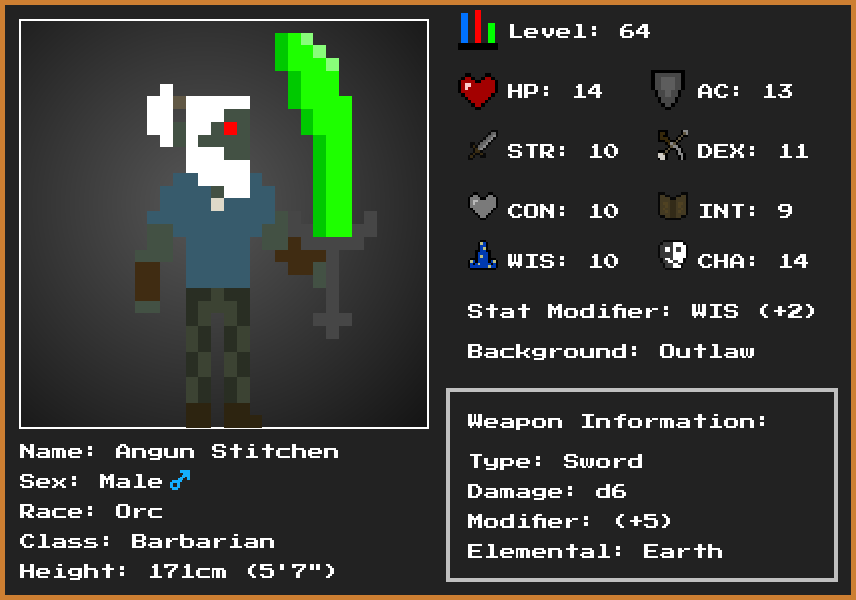 Level: 64
HP: 14
AC: 13
STR: 10
DEX: 11
CON: 10
INT: 9
WIS: 10
CHA: 14
Stat Modifier: WIS (+2)
Background: Outlaw
Weapon Information:
Type: Sword
Damage: d6
Modifier: (+5)
Elemental: Earth
Name: Angun Stitchen
Sex: Male ♂
Race: Orc
Class: Barbarian
Height: 171cm (5'7")